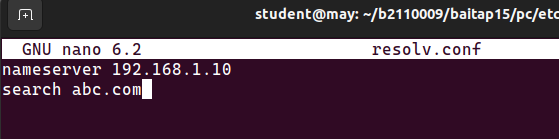 student@may: ~/b2110009/baitap15/pc/etc
GNU nano 6.2 resolv.conf
nameserver 192.168.1.10
search abc.com